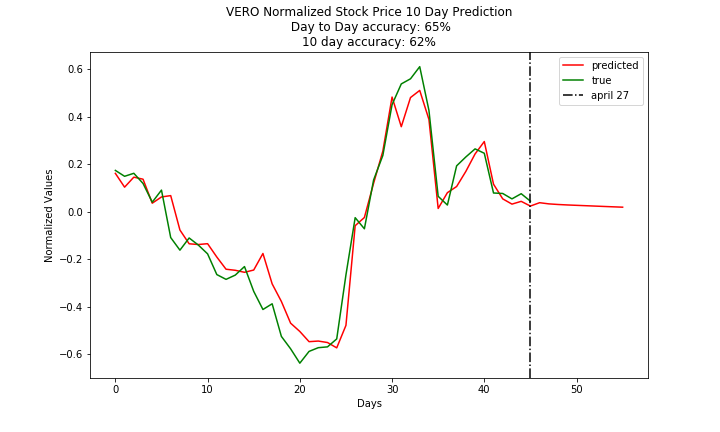 VERO Normalized Stock Price 10 Day Prediction
Day to Day accuracy: 65%
10 day accuracy: 62%
predicted
true
april 27
0.6
0.4
0.2
0.0
−0.2
−0.4
−0.6
Normalized Values
0 10 20 30 40 50
Days